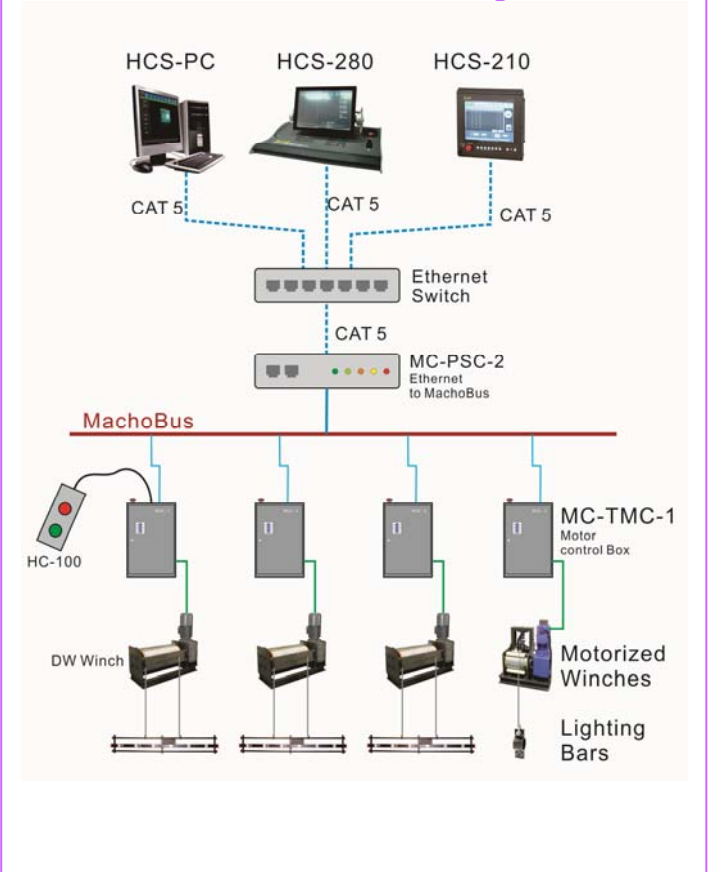 HCS-PC
HCS-280
HCS-210
CAT 5
CAT 5
CAT 5
Ethernet
Switch
CAT 5
MC-PSC-2
Ethernet
to MachoBus
MachoBus
HC-100
MC-TMC-1
Motor
control Box
DW Winch
Motorized
Winches
Lighting
Bars